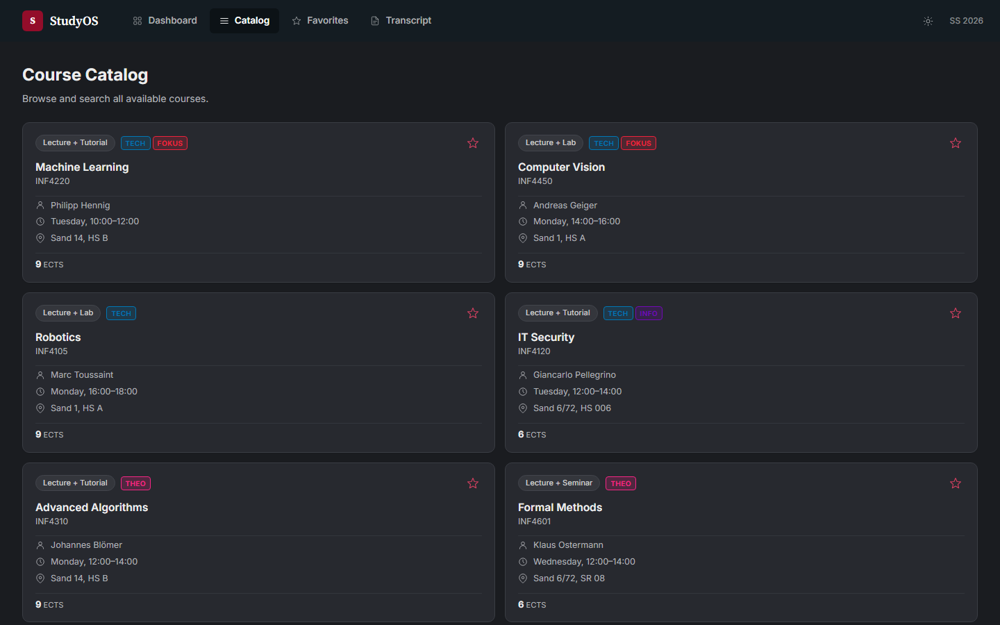 S StudyOS Dashboard Catalog Favorites Transcript SS 2026
Course Catalog
Browse and search all available courses.
Lecture + Tutorial TECH FOKUS
Machine Learning
INF4220
Philipp Hennig
Tuesday, 10:00–12:00
Sand 14, HS B
9 ECTS
Lecture + Lab TECH FOKUS
Computer Vision
INF4450
Andreas Geiger
Monday, 14:00–16:00
Sand 1, HS A
9 ECTS
Lecture + Lab TECH
Robotics
INF4105
Marc Toussaint
Monday, 16:00–18:00
Sand 1, HS A
9 ECTS
Lecture + Tutorial TECH INFO
IT Security
INF4120
Giancarlo Pellegrino
Tuesday, 12:00–14:00
Sand 6/72, HS 006
6 ECTS
Lecture + Tutorial THEO
Advanced Algorithms
INF4310
Johannes Blömer
Monday, 12:00–14:00
Sand 14, HS B
9 ECTS
Lecture + Seminar THEO
Formal Methods
INF4601
Klaus Ostermann
Wednesday, 12:00–14:00
Sand 6/72, SR 08
6 ECTS